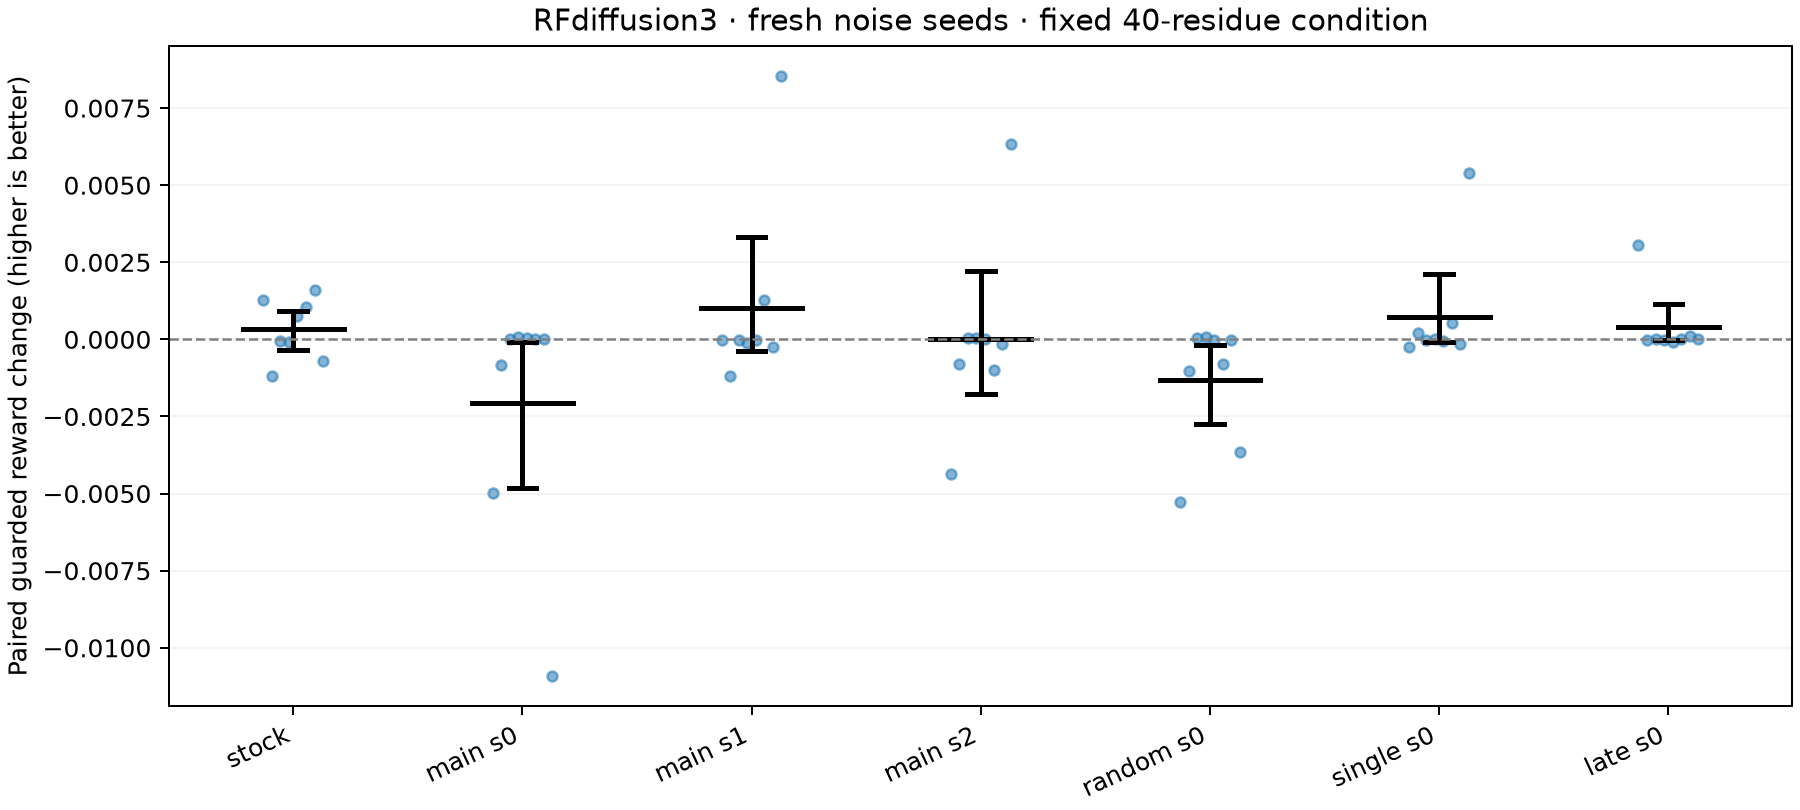 RFdiffusion3 · fresh noise seeds · fixed 40-residue condition
Paired guarded reward change (higher is better)
0.0075
0.0050
0.0025
0.0000
−0.0025
−0.0050
−0.0075
−0.0100
stock
main s0
main s1
main s2
random s0
single s0
late s0